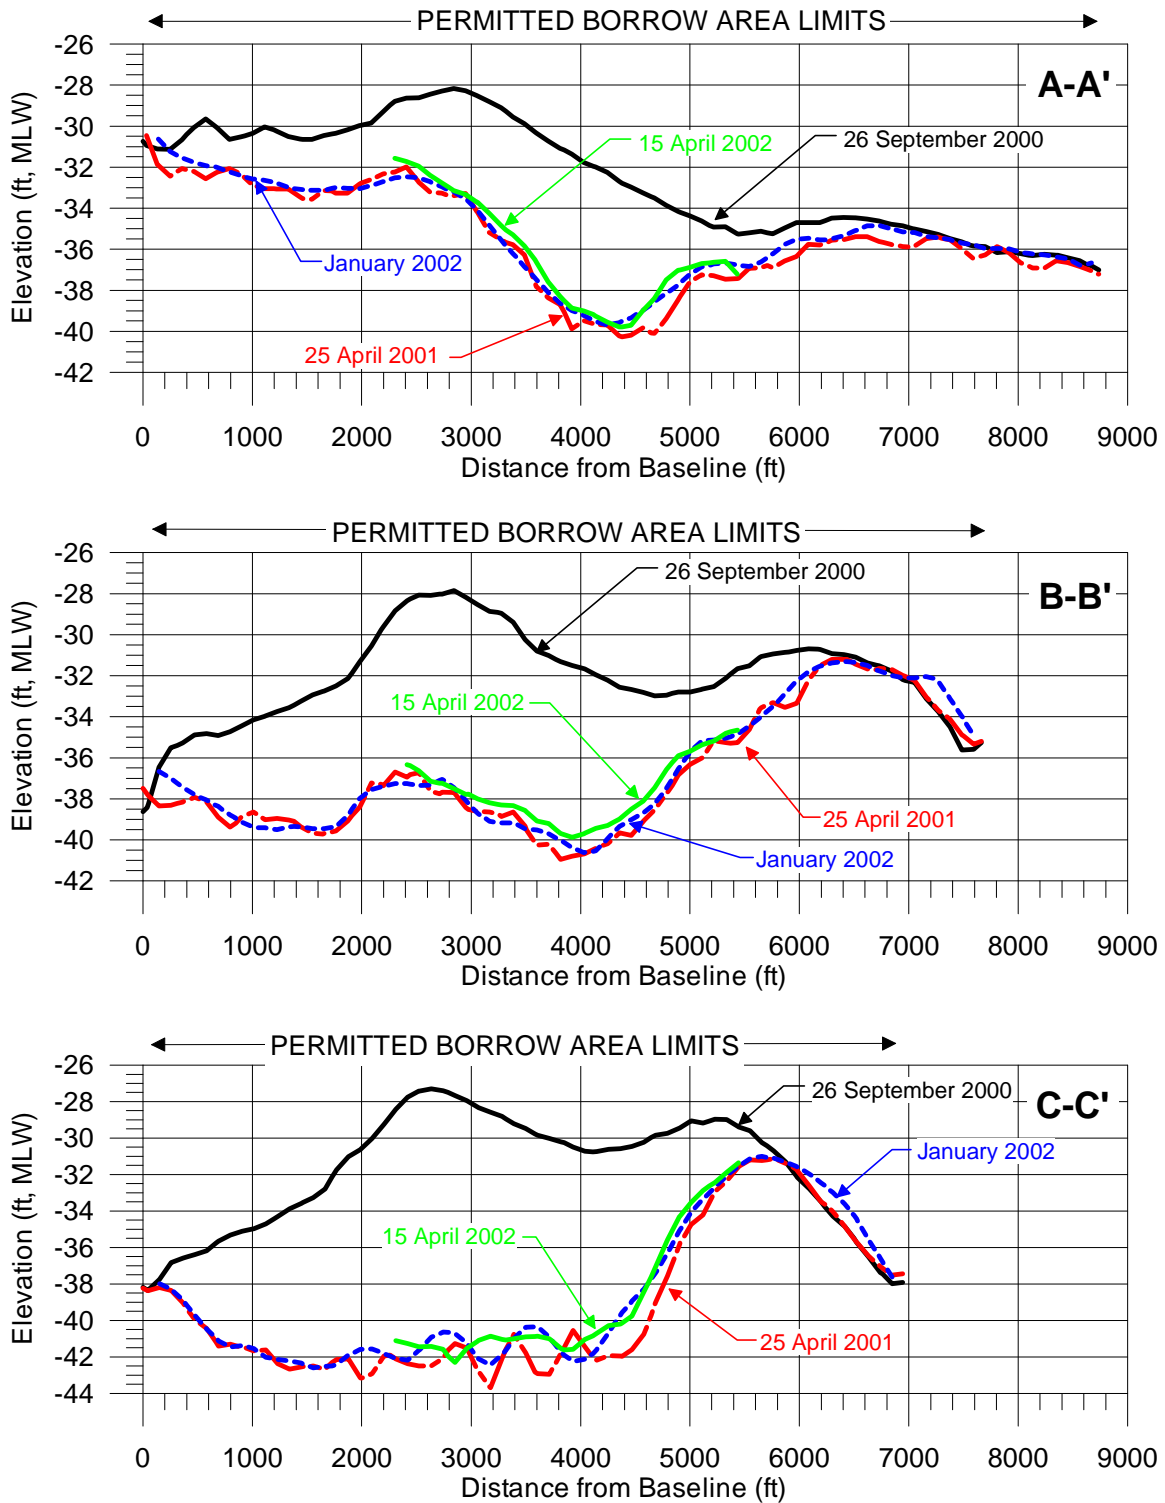 PERMITTED BORROW AREA LIMITS
-26
-28
-30
-32
-34
-36
-38
-40
-42
Elevation (ft, MLW)
A-A'
15 April 2002
26 September 2000
January 2002
25 April 2001
0 1000 2000 3000 4000 5000 6000 7000 8000 9000
Distance from Baseline (ft)
PERMITTED BORROW AREA LIMITS
-26
-28
-30
-32
-34
-36
-38
-40
-42
Elevation (ft, MLW)
B-B'
26 September 2000
15 April 2002
25 April 2001
January 2002
0 1000 2000 3000 4000 5000 6000 7000 8000 9000
Distance from Baseline (ft)
PERMITTED BORROW AREA LIMITS
-26
-28
-30
-32
-34
-36
-38
-40
-42
-44
Elevation (ft, MLW)
C-C'
26 September 2000
January 2002
15 April 2002
25 April 2001
0 1000 2000 3000 4000 5000 6000 7000 8000 9000
Distance from Baseline (ft)